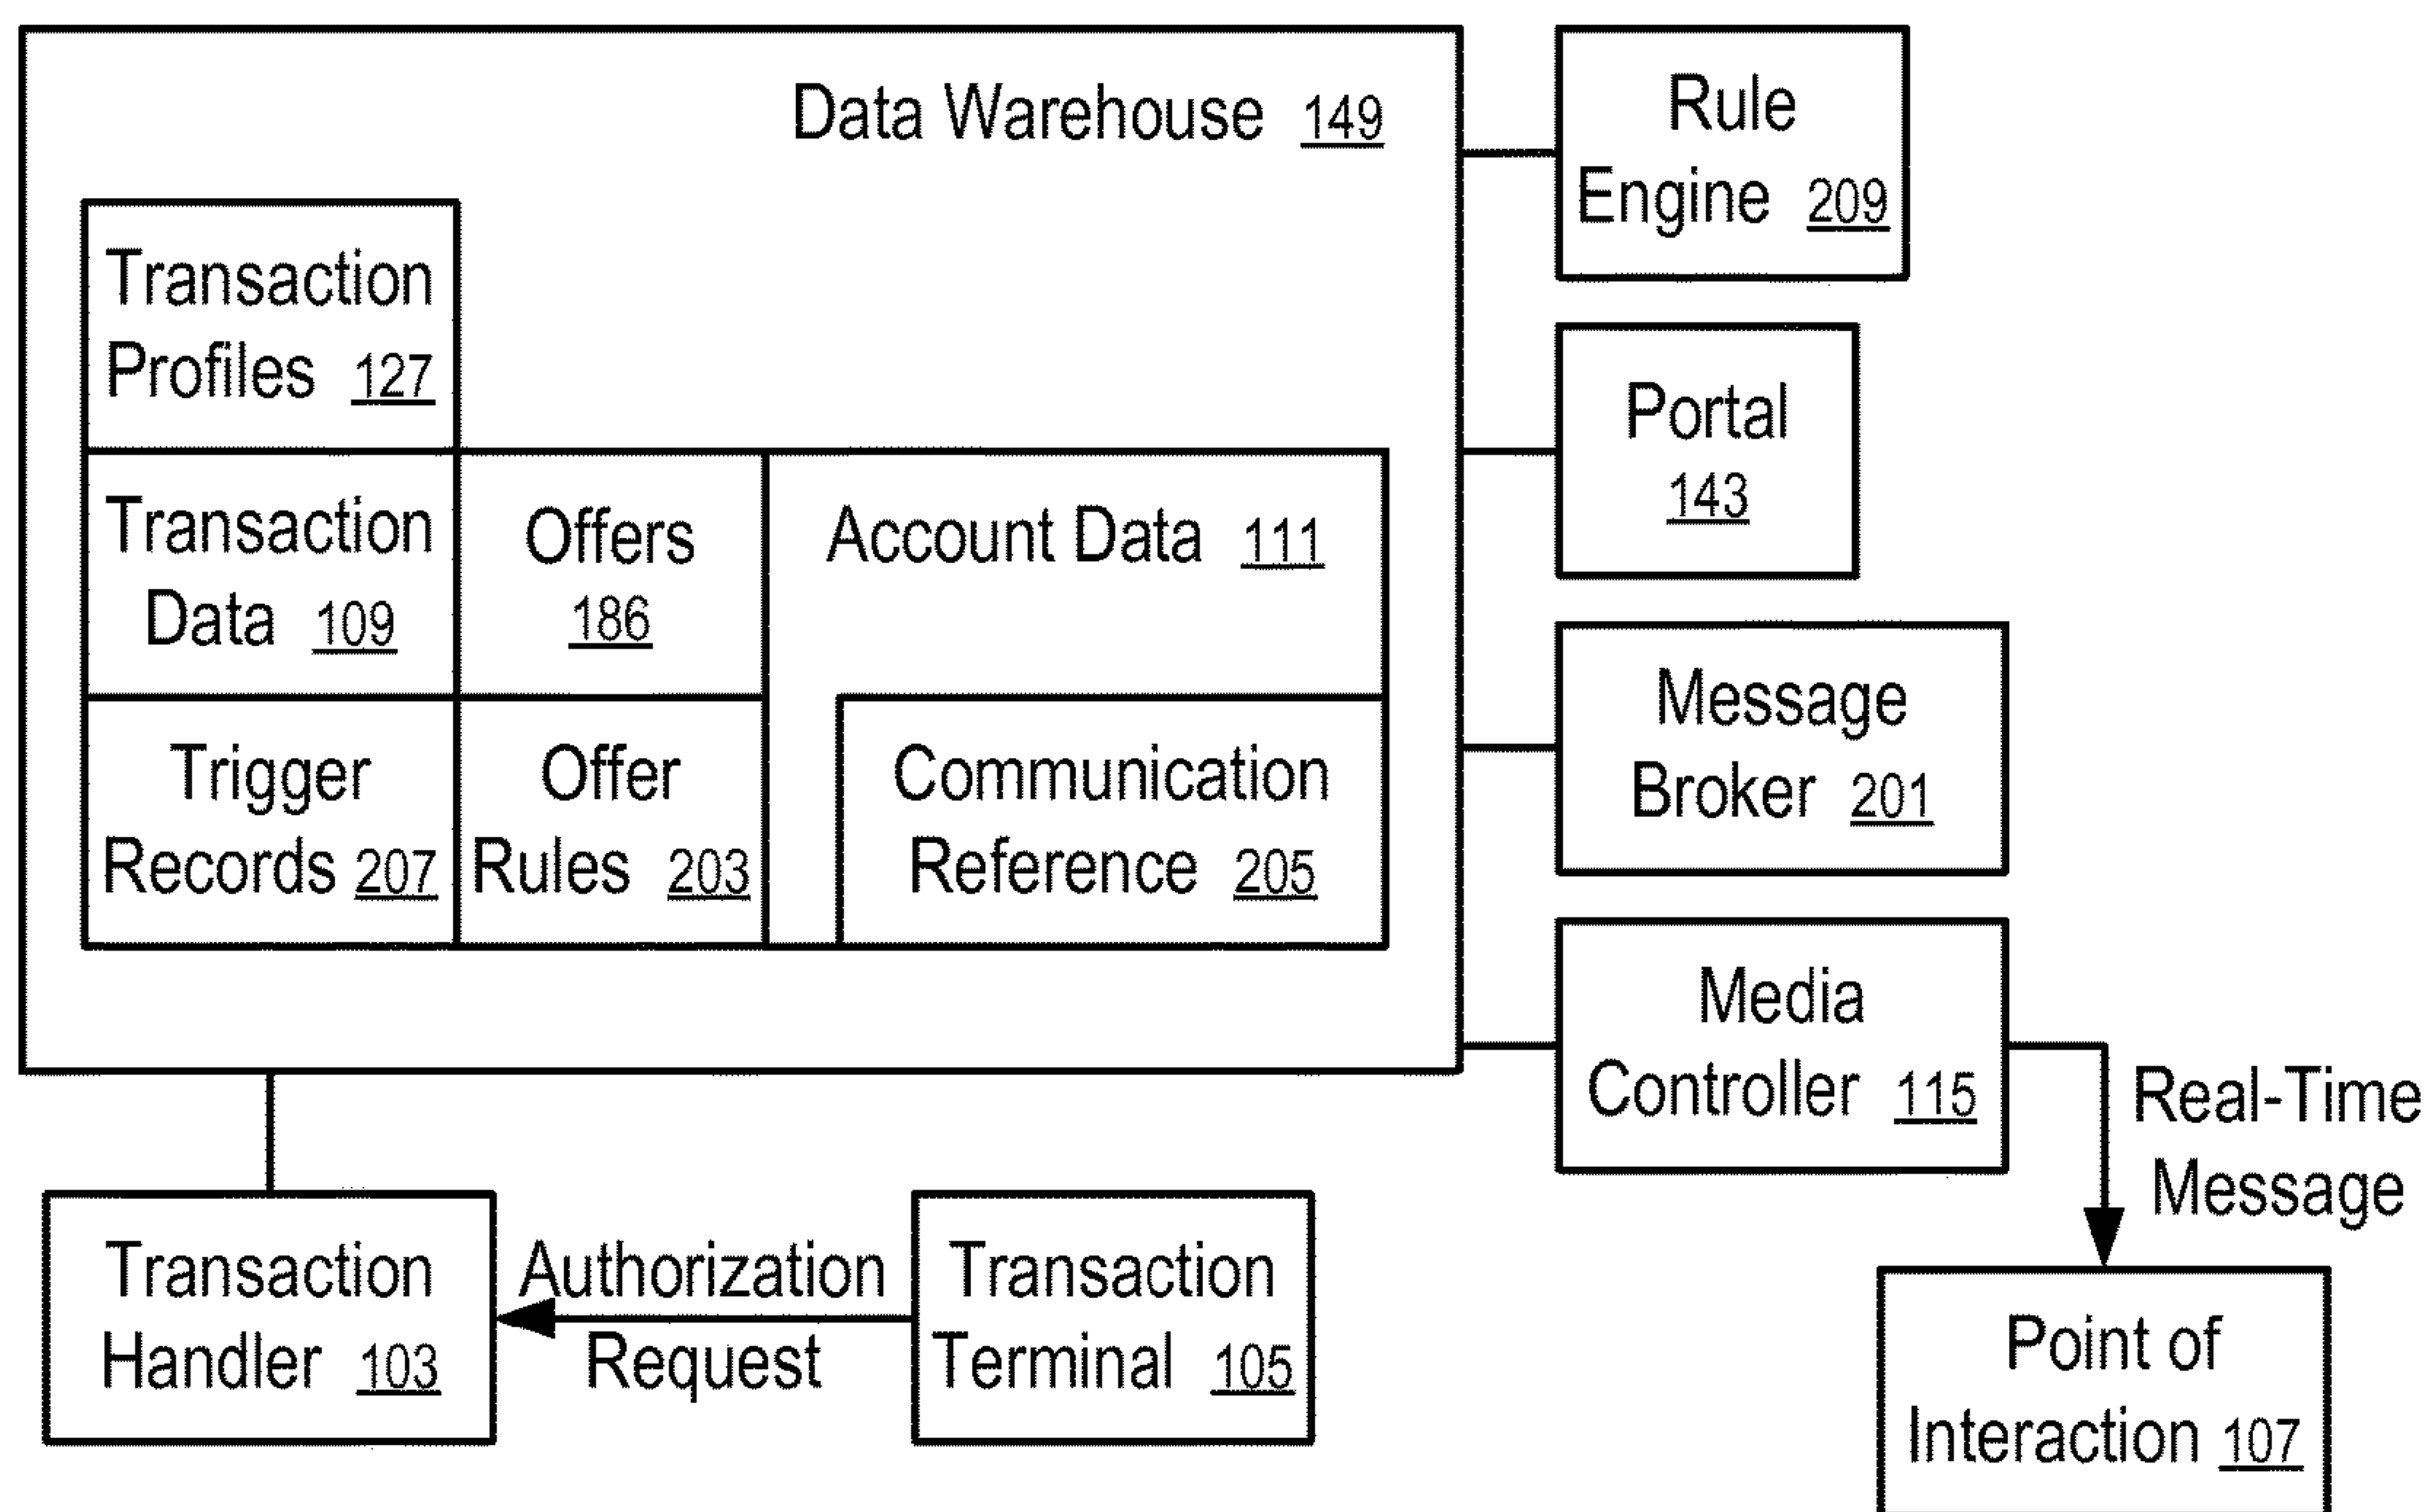 Data Warehouse 149
Transaction
Profiles 127
Transaction
Data 109
Offers
186
Account Data 111
Trigger
Records 207
Offer
Rules 203
Communication
Reference 205
Rule
Engine 209
Portal
143
Message
Broker 201
Media
Controller 115
Real-Time
Message
Transaction
Handler 103
Authorization
Request
Transaction
Terminal 105
Point of
Interaction 107